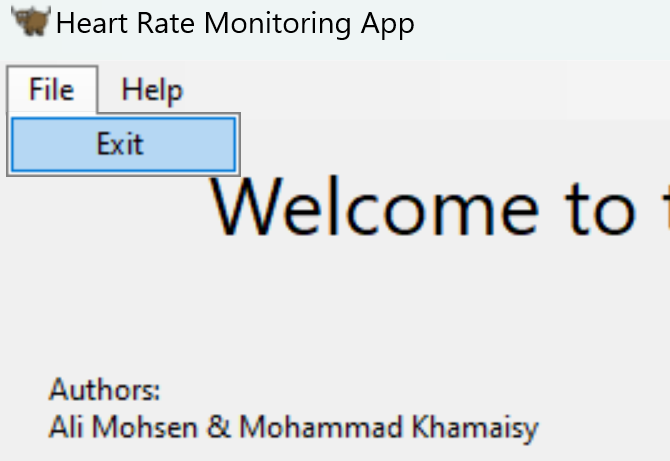 Heart Rate Monitoring App
File Help
Exit
Welcome to
Authors:
Ali Mohsen & Mohammad Khamaisy